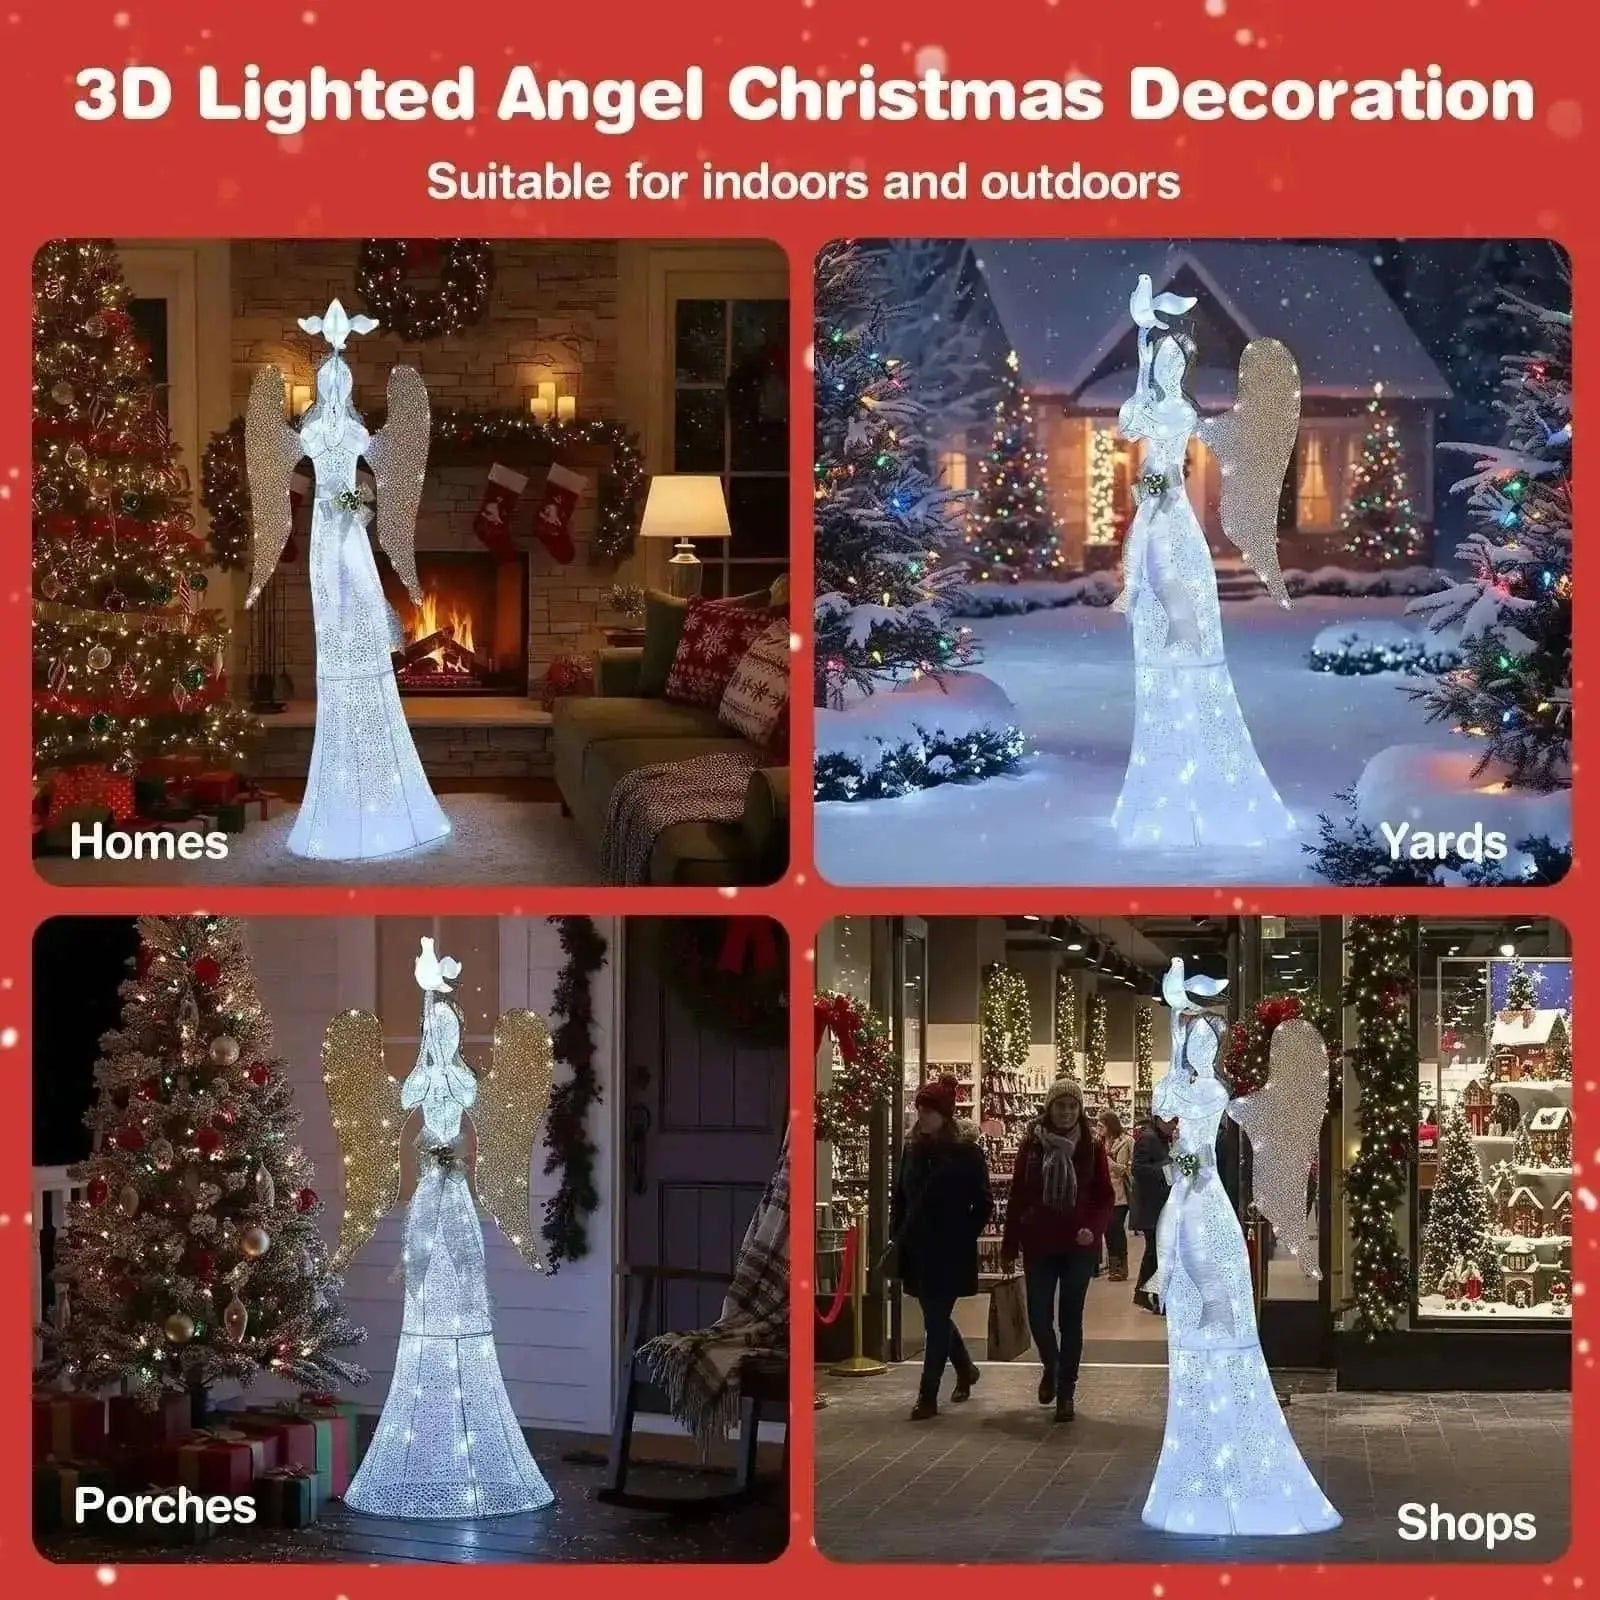 3D Lighted Angel Christmas Decoration
Suitable for indoors and outdoors
Homes
Yards
Porches
Shops